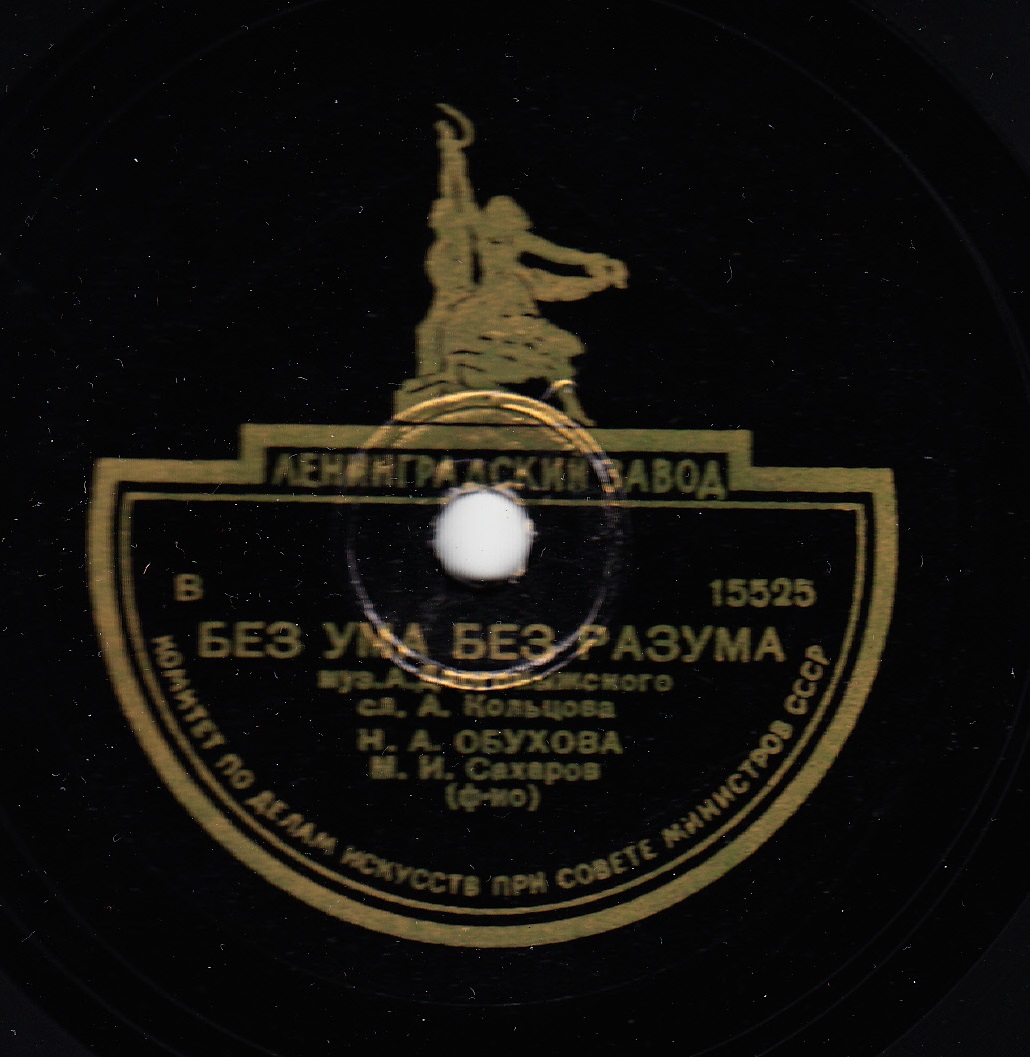 ЛЕНИНГРАДСКИЙ ЗАВОД
В 15525
БЕЗ УМА БЕЗ РАЗУМА
муз. А. Даргомыжского
сл. А. Кольцова
Н. А. ОБУХОВА
М. И. Сахаров
(ф-но)
КОМИТЕТ ПО ДЕЛАМ ИСКУССТВ ПРИ СОВЕТЕ МИНИСТРОВ СССР